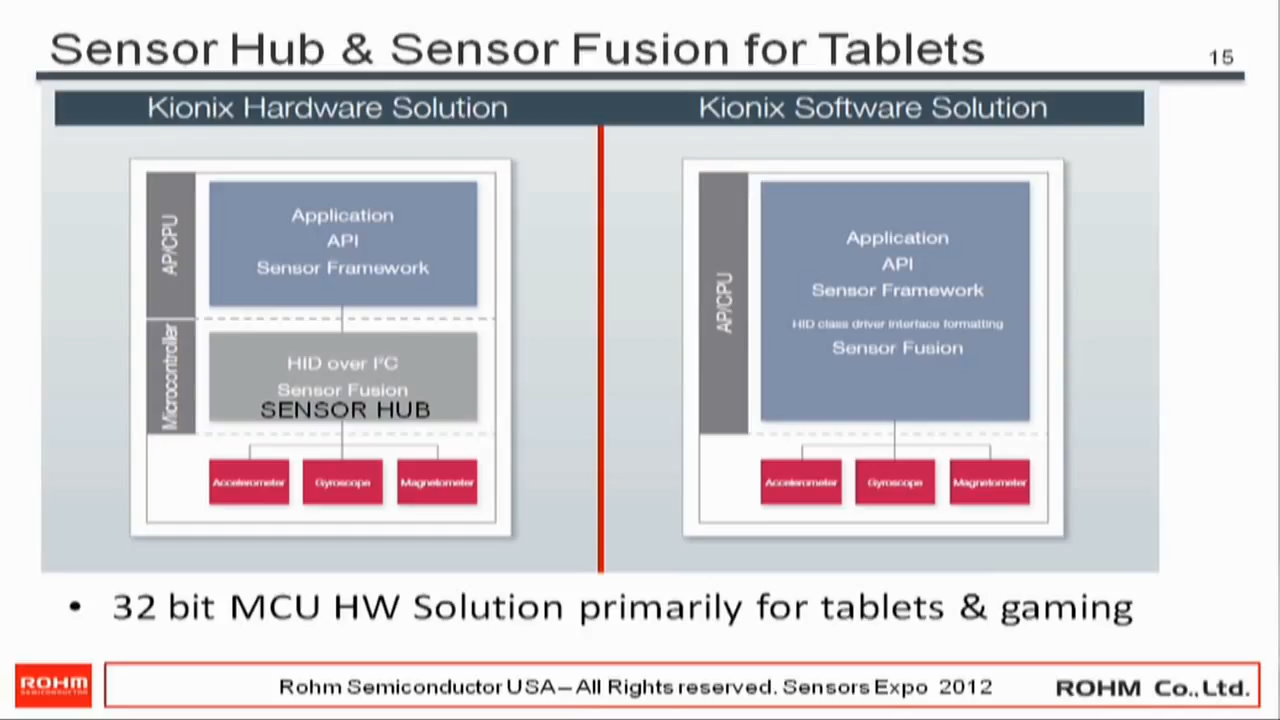 Sensor Hub & Sensor Fusion for Tablets
15
Kionix Hardware Solution
Kionix Software Solution
AP/CPU
Application
API
Sensor Framework
Microcontroller
HID over I²C
Sensor Fusion
SENSOR HUB
Accelerometer
Gyroscope
Magnetometer
AP/CPU
Application
API
Sensor Framework
HID class driver interface formatting
Sensor Fusion
Accelerometer
Gyroscope
Magnetometer
• 32 bit MCU HW Solution primarily for tablets & gaming
ROHM
SEMICONDUCTOR
Rohm Semiconductor USA–All Rights reserved. Sensors Expo 2012
ROHM Co.,Ltd.